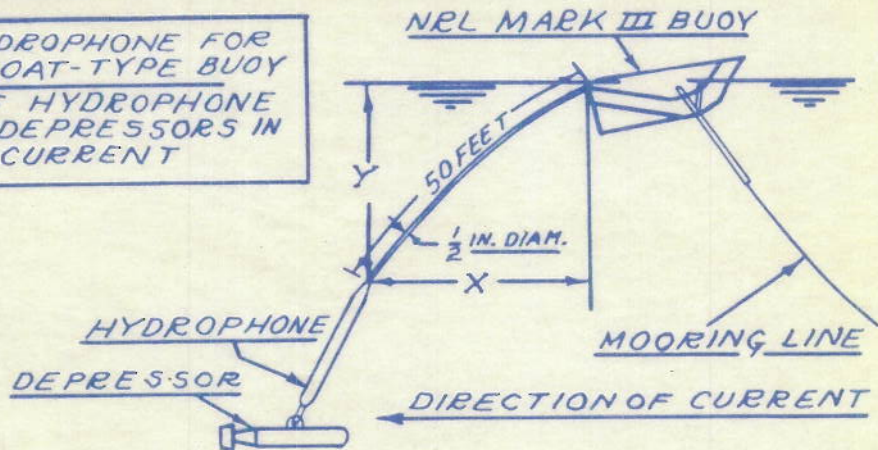 DROPHONE FOR
OAT-TYPE BUOY
HYDROPHONE
DEPRESSORS IN
CURRENT
NRL MARK III BUOY
Y
50 FEET
1/2 IN. DIAM.
X
HYDROPHONE
MOORING LINE
DEPRESSOR
DIRECTION OF CURRENT